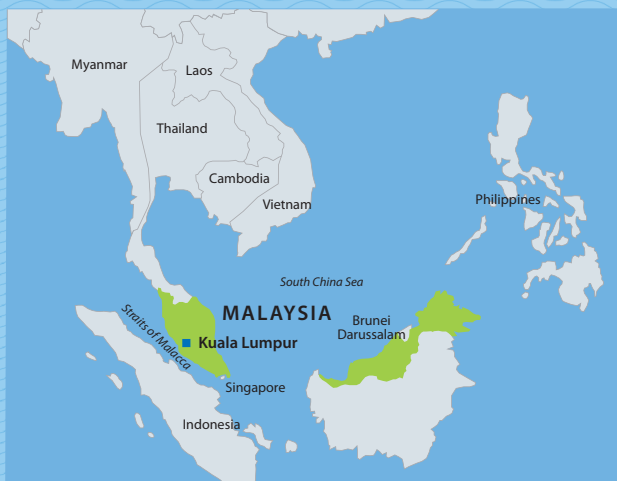 Myanmar
Laos
Thailand
Cambodia
Vietnam
Philippines
South China Sea
MALAYSIA
Straits of Malacca
Kuala Lumpur
Brunei
Darussalam
Singapore
Indonesia